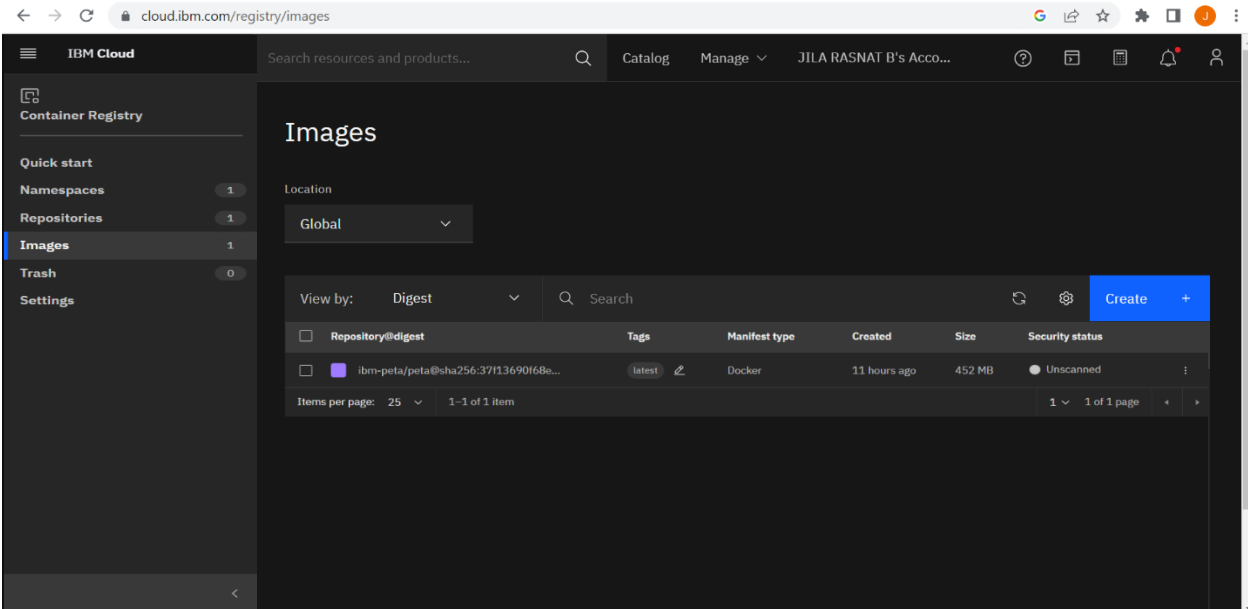 cloud.ibm.com/registry/images
G
J
IBM Cloud
Search resources and products...
Catalog
Manage
JILA RASNAT B's Acco...
Container Registry
Quick start
Namespaces 1
Repositories 1
Images 1
Trash 0
Settings
Images
Location
Global
View by: Digest
Search
Create +
Repository@digest Tags Manifest type Created Size Security status
ibm-peta/peta@sha256:37f13690f68e... latest Docker 11 hours ago 452 MB Unscanned
Items per page: 25 1–1 of 1 item 1 1 of 1 page